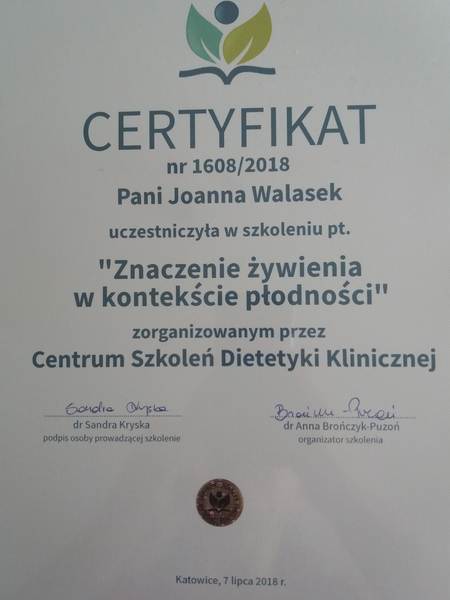 CERTYFIKAT
nr 1608/2018
Pani Joanna Walasek
uczestniczyła w szkoleniu pt.
"Znaczenie żywienia
w kontekście płodności"
zorganizowanym przez
Centrum Szkoleń Dietetyki Klinicznej
dr Sandra Kryska
podpis osoby prowadzącej szkolenie
dr Anna Brończyk-Puzoń
organizator szkolenia
Katowice, 7 lipca 2018 r.